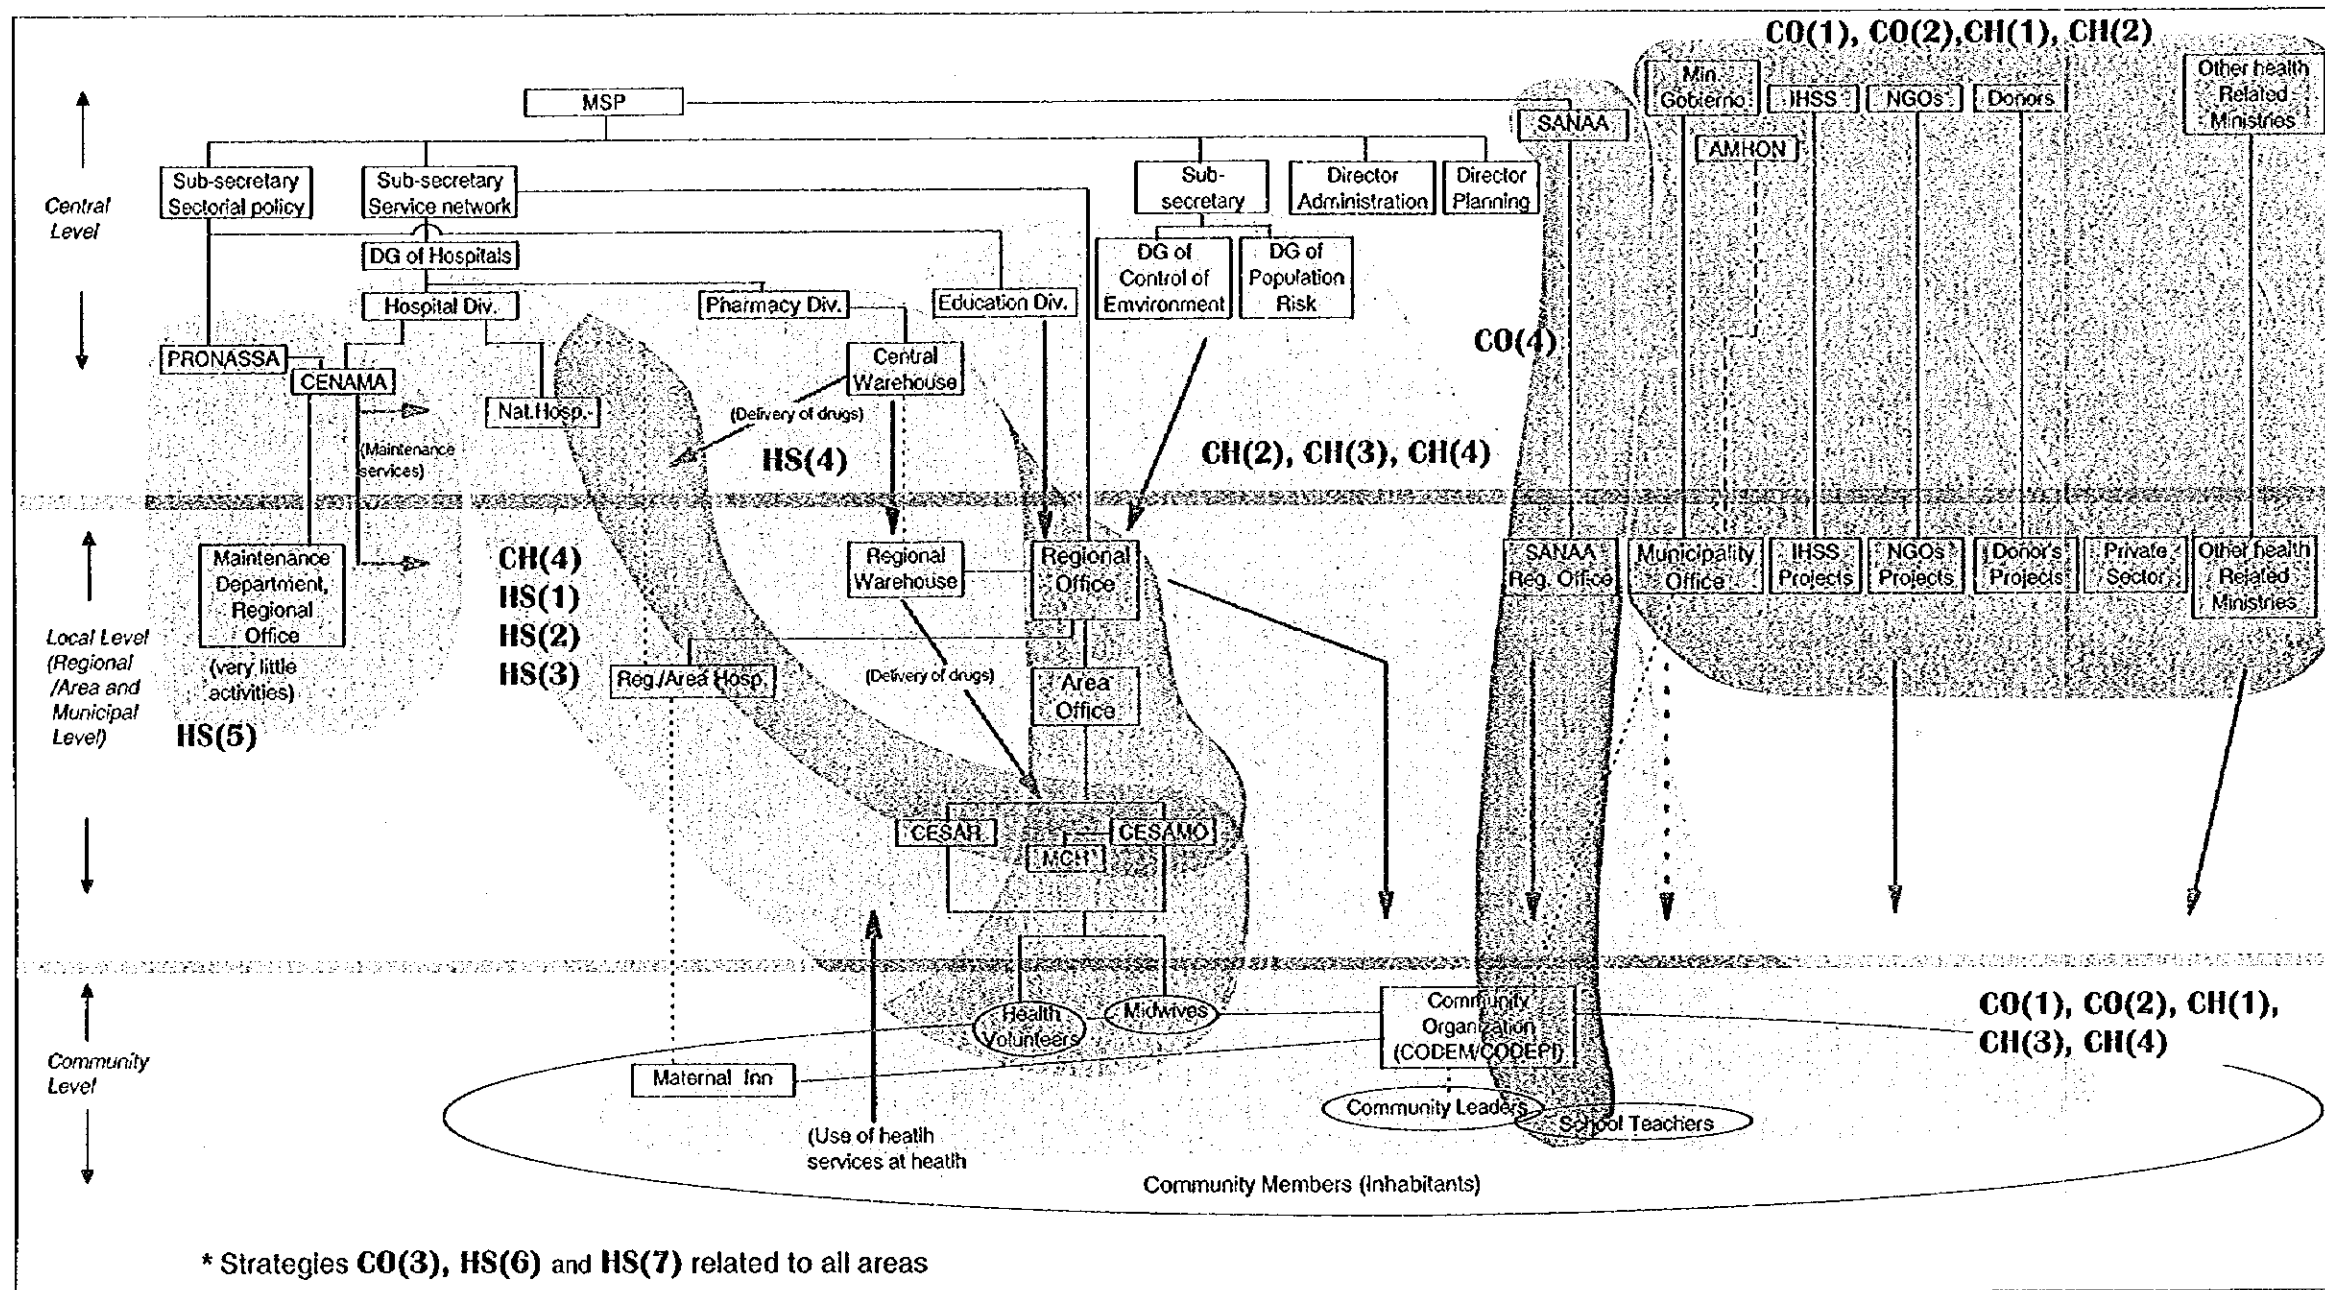 CO(1), CO(2),CH(1), CH(2)
MSP
SANAA
Min.
Gobierno
IHSS
NGOs
Donors
Other health
Related
Ministries
AMHON
Central
Level
Sub-secretary
Sectorial policy
Sub-secretary
Service network
Sub-
secretary
Director
Administration
Director
Planning
DG of Hospitals
DG of
Control of
Emvironment
DG of
Population
Risk
Hospital Div.
Pharmacy Div.
Education Div.
PRONASSA
CENAMA
Nat.Hosp.
Central
Warehouse
CO(4)
(Delivery of drugs)
(Maintenance
services)
HS(4)
CH(2), CH(3), CH(4)
Local Level
(Regional
/Area and
Municipal
Level)
Maintenance
Department,
Regional
Office
(very little
activities)
HS(5)
CH(4)
HS(1)
HS(2)
HS(3)
Regional
Warehouse
Regional
Office
SANAA
Reg. Office
Municipality
Office
IHSS
Projects
NGOs
Projects
Donor's
Projects
Private
Sector
Other health
Related
Ministries
Reg./Area Hosp.
(Delivery of drugs)
Area
Office
CESAR
CESAMO
MCH
Community
Level
Health
Volunteers
Midwives
Community
Organization
(CODEM/CODEPI)
CO(1), CO(2), CH(1),
CH(3), CH(4)
Maternal Inn
Community Leaders
School Teachers
(Use of health
services at health
Community Members (Inhabitants)
* Strategies CO(3), HS(6) and HS(7) related to all areas